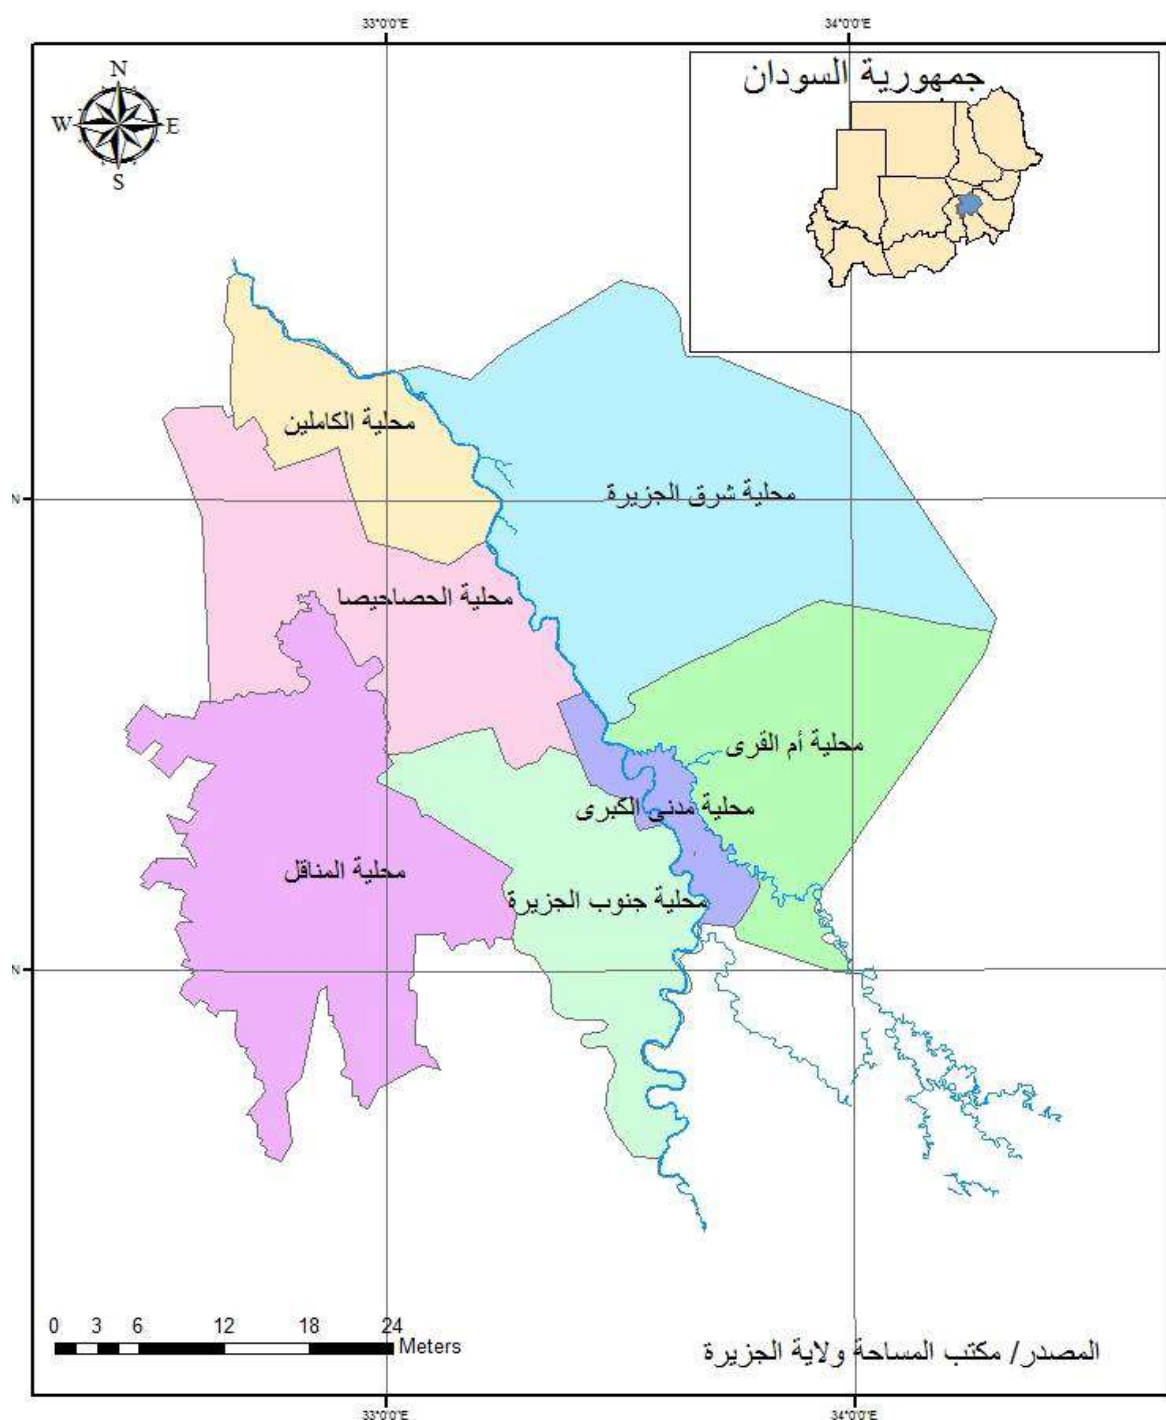 33°0'0"E 34°0'0"E
جمهورية السودان
N
W E
S
محلية الكاملين
محلية شرق الجزيرة
N
محلية الحصاحيصا
محلية أم القرى
محلية مدنى الكبرى
محلية المناقل
محلية جنوب الجزيرة
N
0 3 6 12 18 24
Meters
المصدر/ مكتب المساحة ولاية الجزيرة
33°0'0"E 34°0'0"E